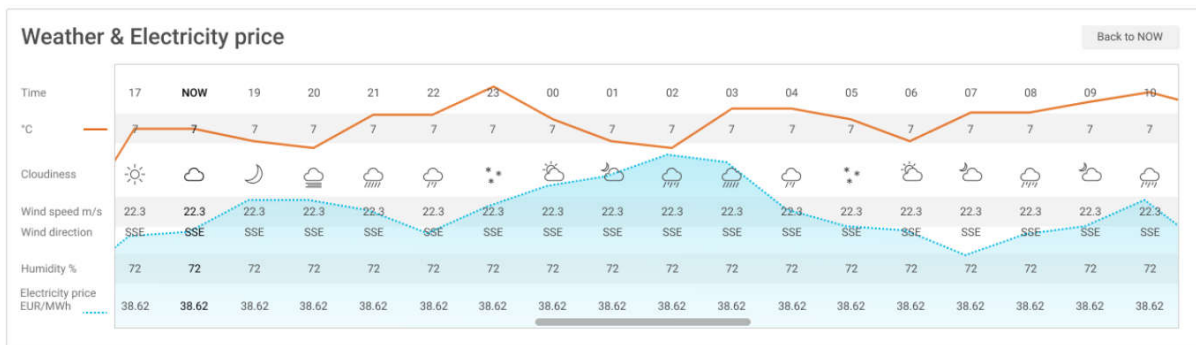 Weather & Electricity price
Back to NOW
Time 17 NOW 19 20 21 22 23 00 01 02 03 04 05 06 07 08 09 10
°C 7 7 7 7 7 7 7 7 7 7 7 7 7 7 7 7 7 7
Cloudiness
Wind speed m/s 22.3 22.3 22.3 22.3 22.3 22.3 22.3 22.3 22.3 22.3 22.3 22.3 22.3 22.3 22.3 22.3 22.3 22.3
Wind direction SSE SSE SSE SSE SSE SSE SSE SSE SSE SSE SSE SSE SSE SSE SSE SSE SSE SSE
Humidity % 72 72 72 72 72 72 72 72 72 72 72 72 72 72 72 72 72 72
Electricity price
EUR/MWh 38.62 38.62 38.62 38.62 38.62 38.62 38.62 38.62 38.62 38.62 38.62 38.62 38.62 38.62 38.62 38.62 38.62 38.62